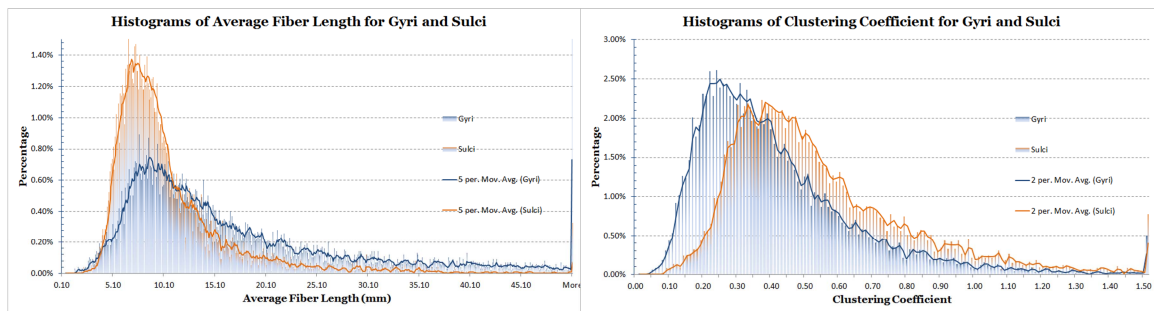 Histograms of Average Fiber Length for Gyri and Sulci
1.40%
1.20%
1.00%
0.80%
0.60%
0.40%
0.20%
0.00%
Percentage
Gyri
Sulci
5 per. Mov. Avg. (Gyri)
5 per. Mov. Avg. (Sulci)
0.10 5.10 10.10 15.10 20.10 25.10 30.10 35.10 40.10 45.10 More
Average Fiber Length (mm)
Histograms of Clustering Coefficient for Gyri and Sulci
3.00%
2.50%
2.00%
1.50%
1.00%
0.50%
0.00%
Percentage
Gyri
Sulci
2 per. Mov. Avg. (Gyri)
2 per. Mov. Avg. (Sulci)
0.00 0.10 0.20 0.30 0.40 0.50 0.60 0.70 0.80 0.90 1.00 1.10 1.20 1.30 1.40 1.50
Clustering Coefficient